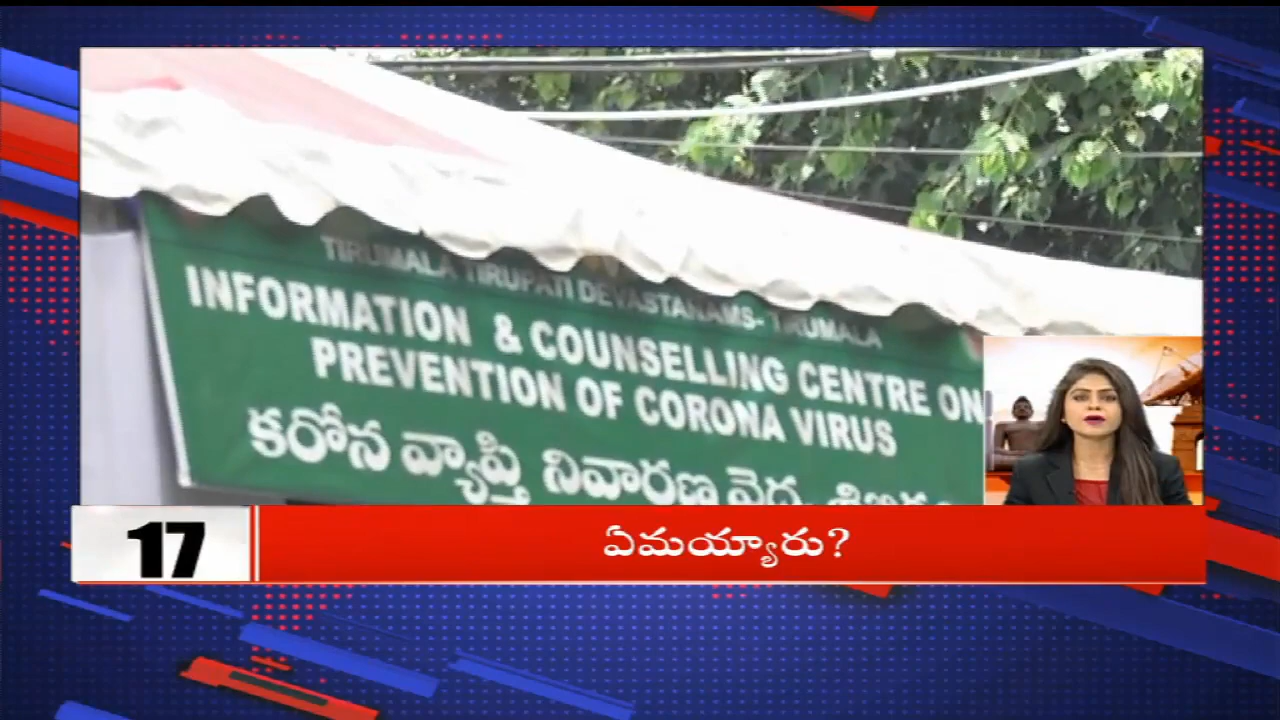 TIRUMALA TIRUPATI DEVASTANAMS- TIRUMALA
INFORMATION & COUNSELLING CENTRE ON
PREVENTION OF CORONA VIRUS
కరోన వ్యాప్తి నివారణ
17
ఏమయ్యారు?